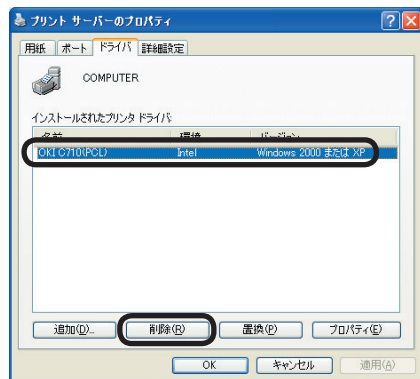 プリント サーバーのプロパティ
用紙 ポート ドライバ 詳細設定
COMPUTER
インストールされたプリンタ ドライバ:
名前 環境 バージョン
OKI C710(PCL) Intel Windows 2000 または XP
追加(D)... 削除(R) 置換(P) プロパティ(E)
OK キャンセル 適用(A)